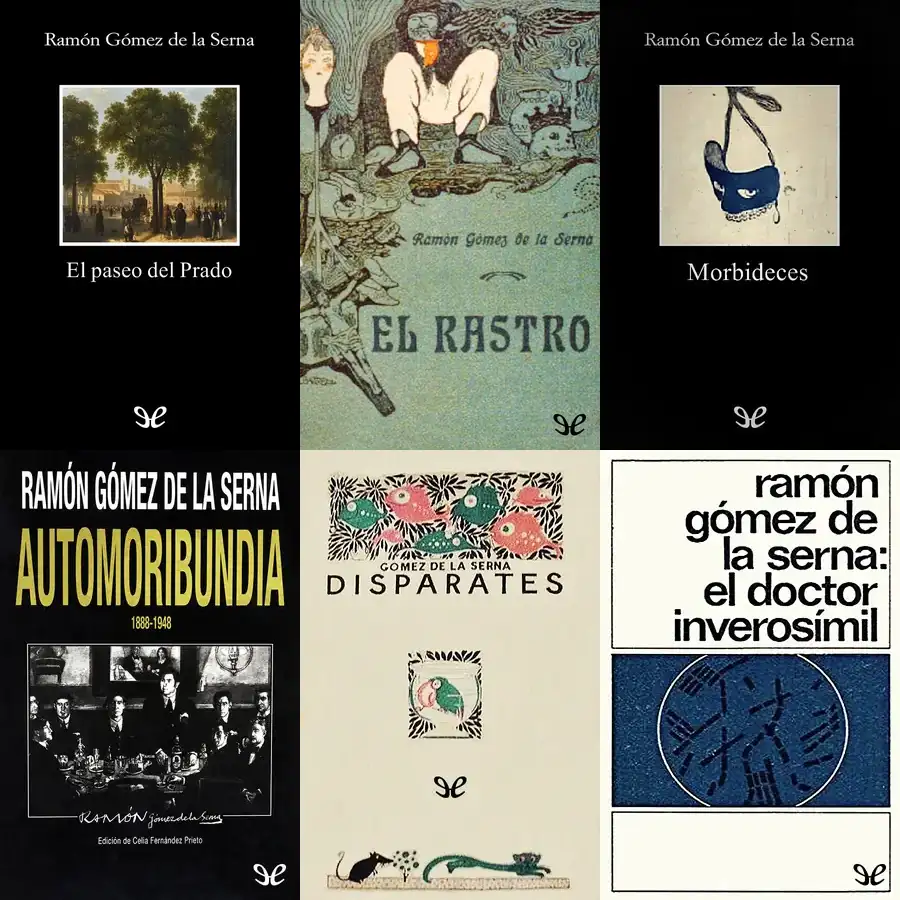 Ramón Gómez de la Serna
El paseo del Prado
Ramón Gómez de la Serna
EL RASTRO
Ramón Gómez de la Serna
Morbideces
RAMÓN GÓMEZ DE LA SERNA
AUTOMORIBUNDIA
1888-1948
RAMÓN Gómez de la Serna
Edición de Celia Fernández Prieto
GOMEZ DE LA SERNA
DISPARATES
ramón
gómez de
la serna:
el doctor
inverosímil